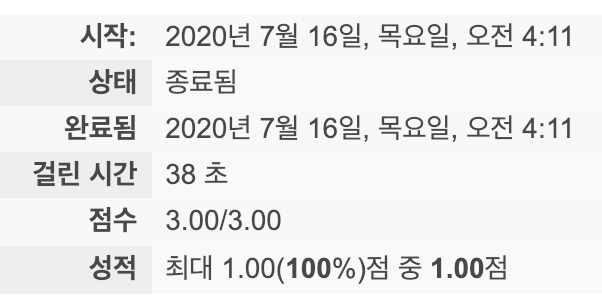 시작: 2020년 7월 16일, 목요일, 오전 4:11
상태 종료됨
완료됨 2020년 7월 16일, 목요일, 오전 4:11
걸린 시간 38 초
점수 3.00/3.00
성적 최대 1.00(100%)점 중 1.00점